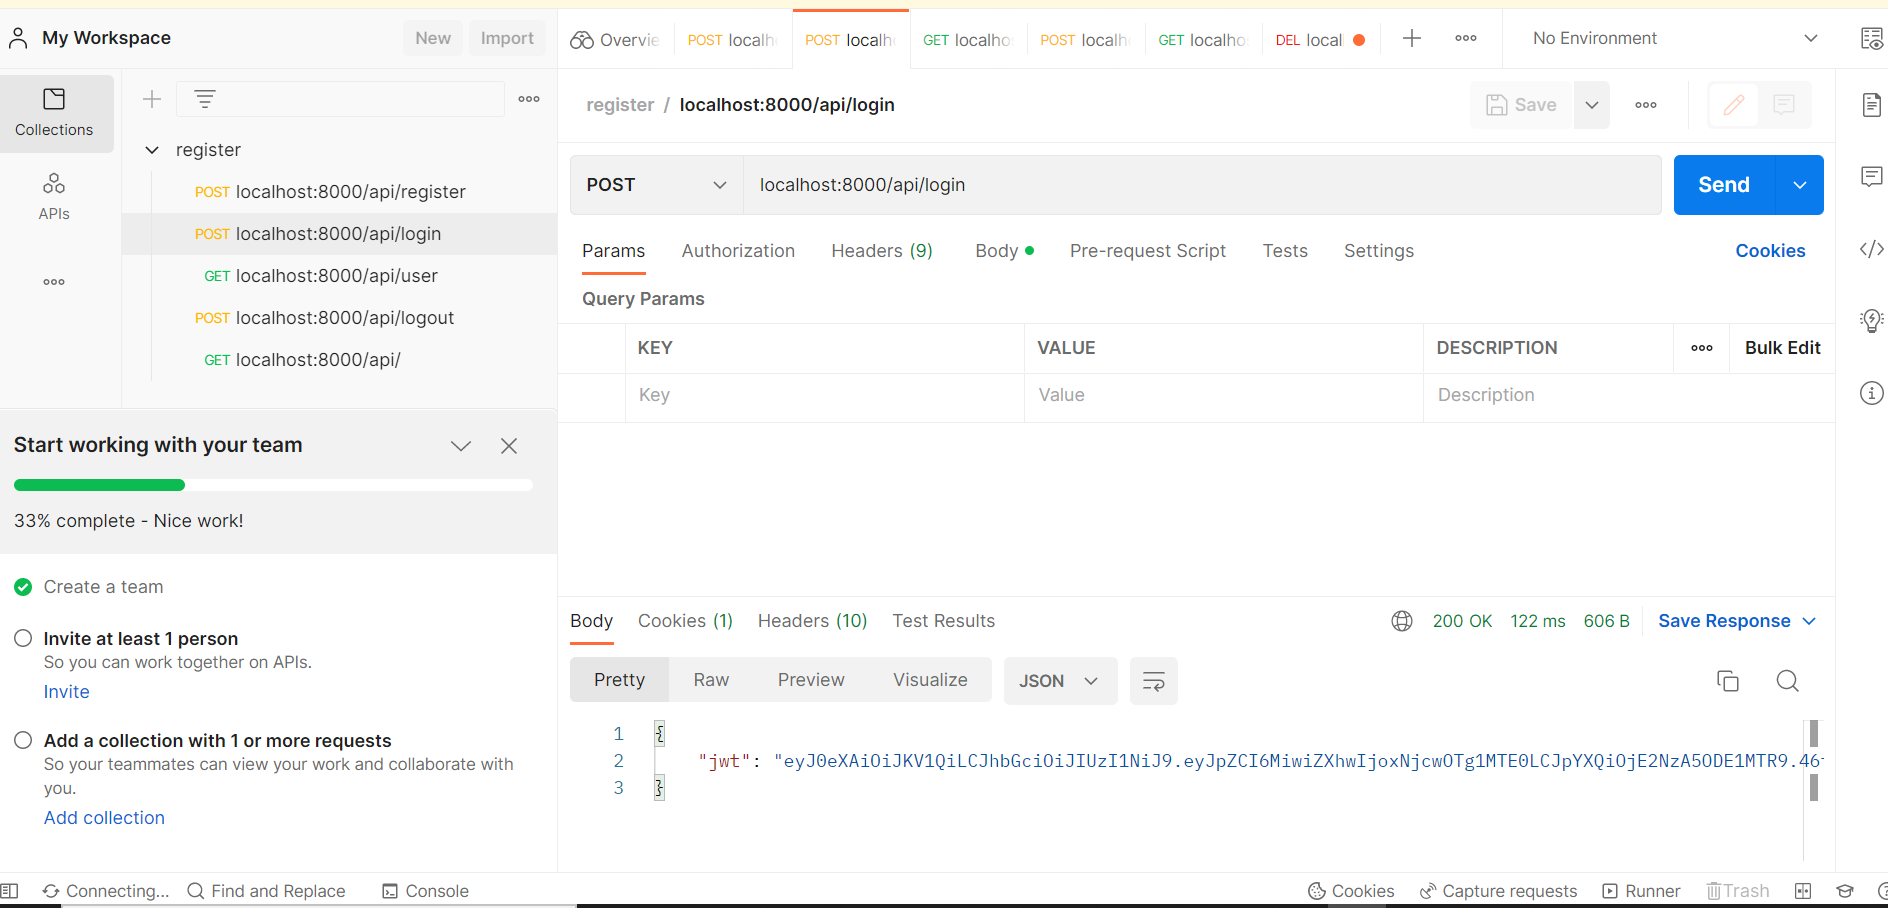 My Workspace
New
Import
Overvie
POST localh
POST localh
GET localho
POST localh
GET localho
DEL local
No Environment
Collections
APIs
register
POST localhost:8000/api/register
POST localhost:8000/api/login
GET localhost:8000/api/user
POST localhost:8000/api/logout
GET localhost:8000/api/
Start working with your team
33% complete - Nice work!
Create a team
Invite at least 1 person
So you can work together on APIs.
Invite
Add a collection with 1 or more requests
So your teammates can view your work and collaborate with
you.
Add collection
register / localhost:8000/api/login
Save
POST
localhost:8000/api/login
Send
Params
Authorization
Headers (9)
Body
Pre-request Script
Tests
Settings
Cookies
Query Params
KEY
VALUE
DESCRIPTION
Bulk Edit
Key
Value
Description
Body
Cookies (1)
Headers (10)
Test Results
200 OK
122 ms
606 B
Save Response
Pretty
Raw
Preview
Visualize
JSON
1 {
2 "jwt": "eyJ0eXAiOiJKV1QiLCJhbGciOiJIUzI1NiJ9.eyJpZCI6MiwiZXhwIjoxNjcwOTg1MTE0LCJpYXQiOjE2NzA5ODE1MTR9.46
3 }
Connecting...
Find and Replace
Console
Cookies
Capture requests
Runner
Trash